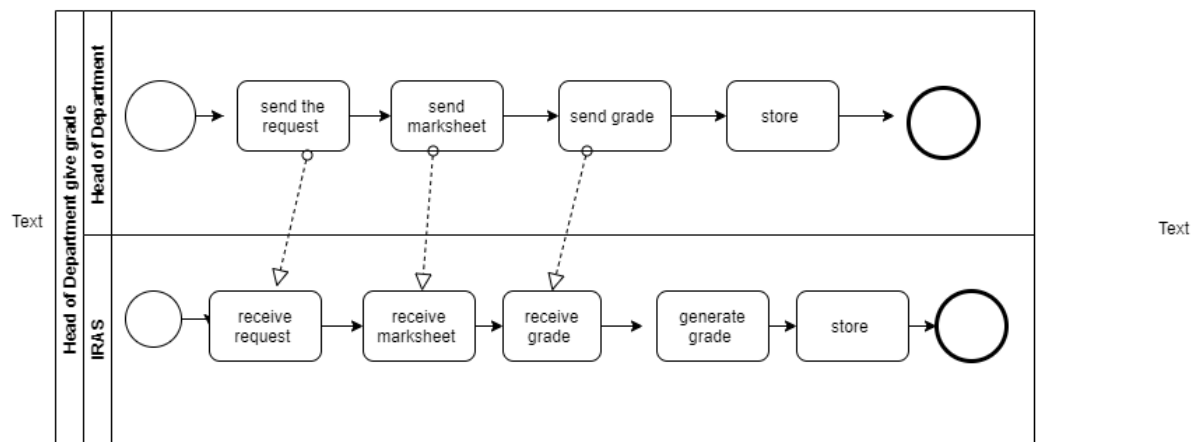 Text
Head of Department give grade
Head of Department
send the
request
send
marksheet
send grade
store
IRAS
receive
request
receive
marksheet
receive
grade
generate
grade
store
Text